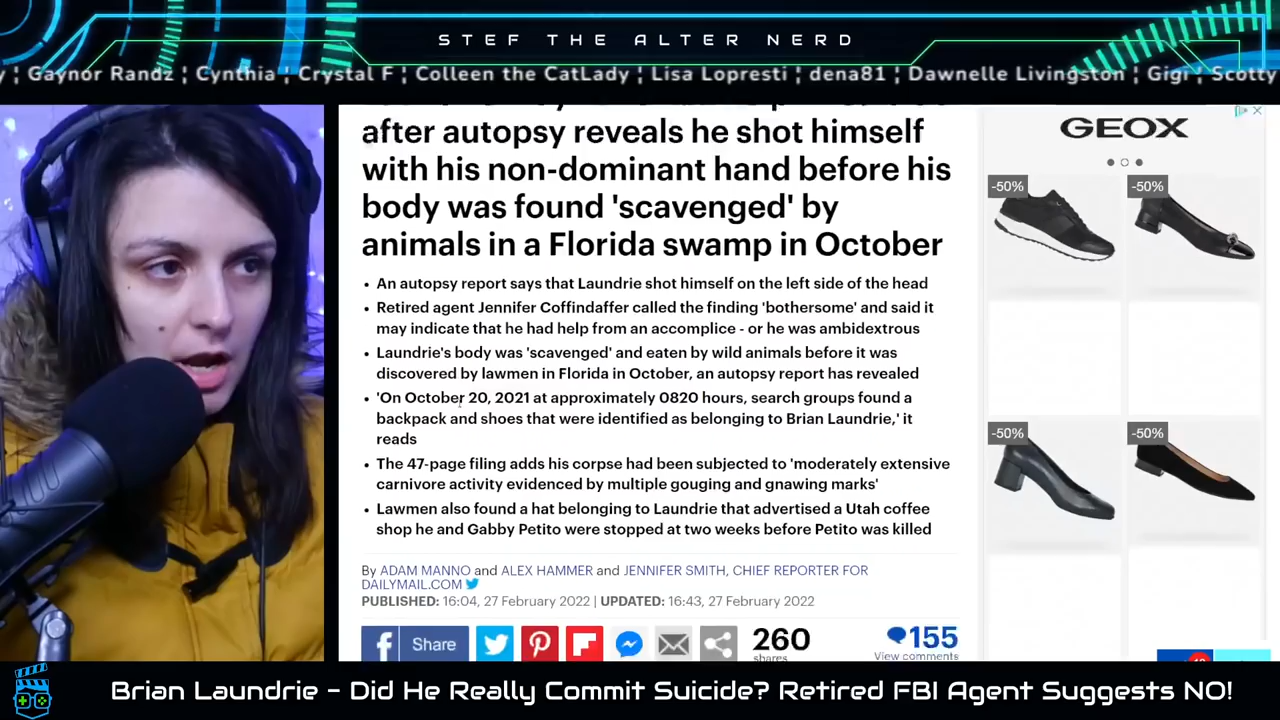 STEF THE ALTER NERD
¦ Gaynor Randz ¦ Cynthia ¦ Crystal F ¦ Colleen the CatLady ¦ Lisa Lopresti ¦ dena81 ¦ Dawnelle Livingston ¦ Gigi ¦ Scotty
after autopsy reveals he shot himself
with his non-dominant hand before his
body was found 'scavenged' by
animals in a Florida swamp in October
• An autopsy report says that Laundrie shot himself on the left side of the head
• Retired agent Jennifer Coffindaffer called the finding 'bothersome' and said it
may indicate that he had help from an accomplice - or he was ambidextrous
• Laundrie's body was 'scavenged' and eaten by wild animals before it was
discovered by lawmen in Florida in October, an autopsy report has revealed
• 'On October 20, 2021 at approximately 0820 hours, search groups found a
backpack and shoes that were identified as belonging to Brian Laundrie,' it
reads
• The 47-page filing adds his corpse had been subjected to 'moderately extensive
carnivore activity evidenced by multiple gouging and gnawing marks'
• Lawmen also found a hat belonging to Laundrie that advertised a Utah coffee
shop he and Gabby Petito were stopped at two weeks before Petito was killed
By ADAM MANNO and ALEX HAMMER and JENNIFER SMITH, CHIEF REPORTER FOR
DAILYMAIL.COM
PUBLISHED: 16:04, 27 February 2022 | UPDATED: 16:43, 27 February 2022
Share
260
shares
155
View comments
GEOX
-50%
-50%
-50%
-50%
Brian Laundrie - Did He Really Commit Suicide? Retired FBI Agent Suggests NO!